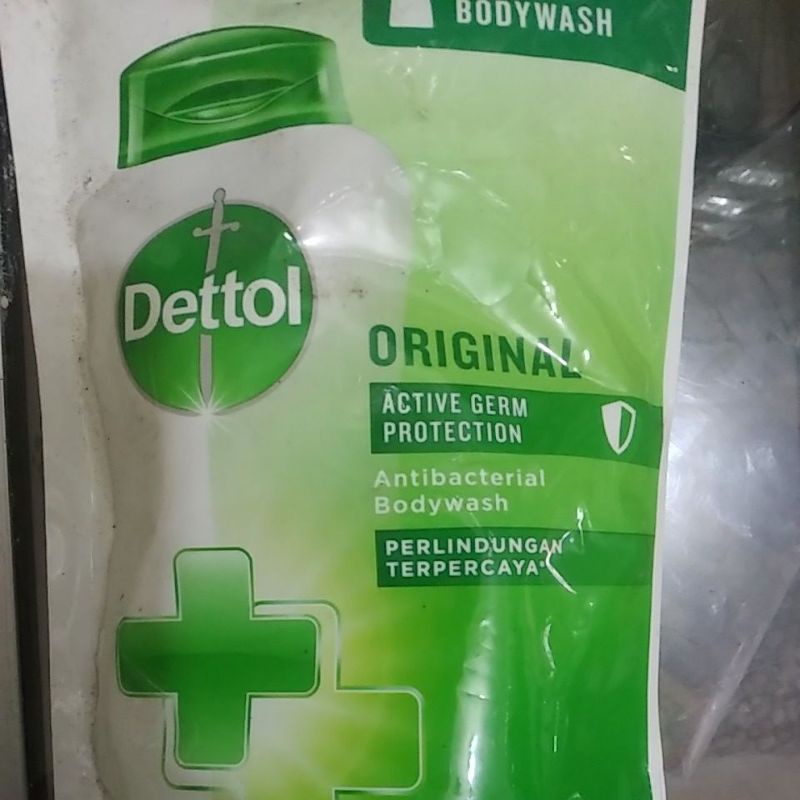 BODYWASH
Dettol
ORIGINAL
ACTIVE GERM
PROTECTION
Antibacterial
Bodywash
PERLINDUNGAN
TERPERCAYA*